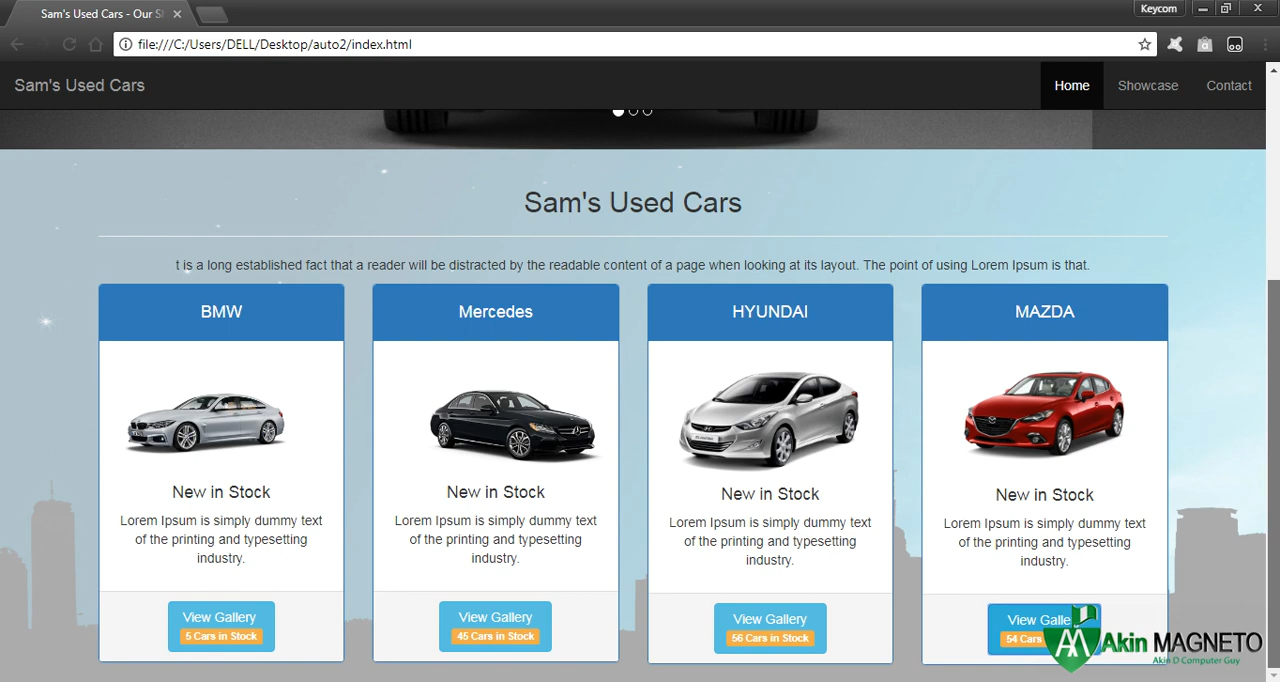 Sam's Used Cars - Our S
Keycom
file:///C:/Users/DELL/Desktop/auto2/index.html
Sam's Used Cars
Home
Showcase
Contact
Sam's Used Cars
t is a long established fact that a reader will be distracted by the readable content of a page when looking at its layout. The point of using Lorem Ipsum is that.
BMW
New in Stock
Lorem Ipsum is simply dummy text
of the printing and typesetting
industry.
View Gallery
5 Cars in Stock
Mercedes
New in Stock
Lorem Ipsum is simply dummy text
of the printing and typesetting
industry.
View Gallery
45 Cars in Stock
HYUNDAI
New in Stock
Lorem Ipsum is simply dummy text
of the printing and typesetting
industry.
View Gallery
56 Cars in Stock
MAZDA
New in Stock
Lorem Ipsum is simply dummy text
of the printing and typesetting
industry.
View Galle
54 Cars
Akin MAGNETO
Akin D Computer Guy